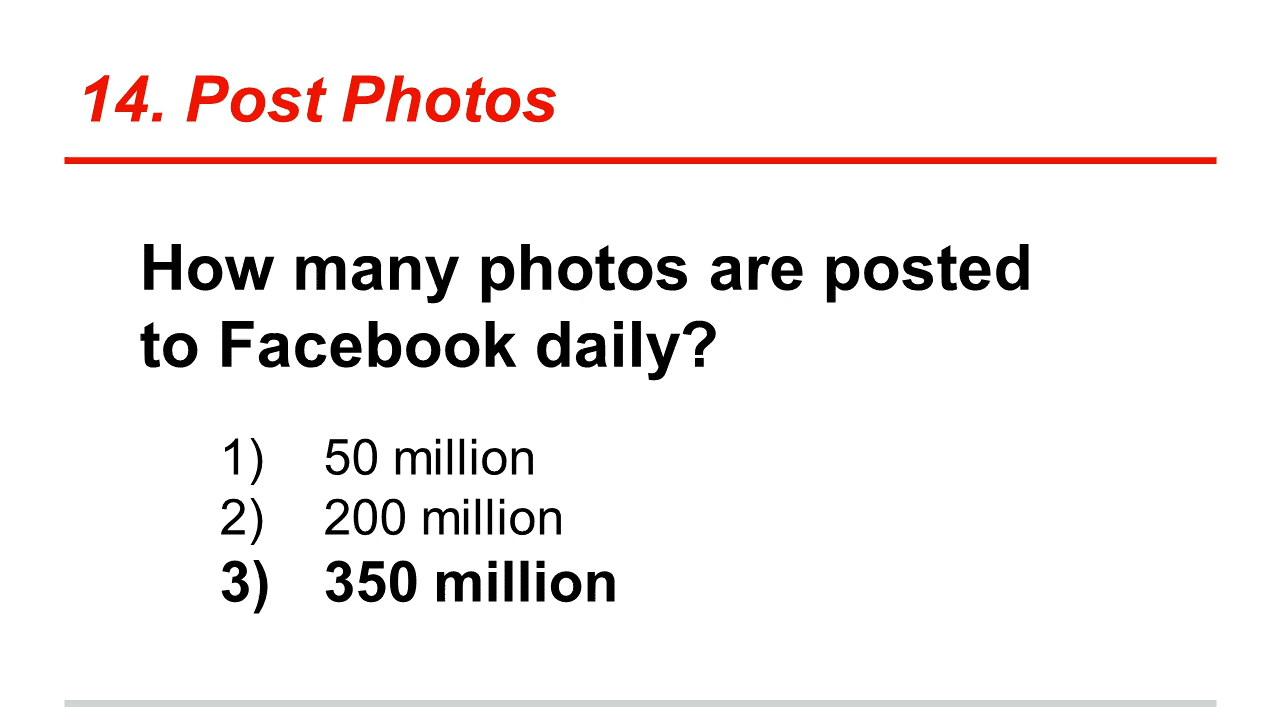 14. Post Photos
How many photos are posted
to Facebook daily?
1) 50 million
2) 200 million
3) 350 million